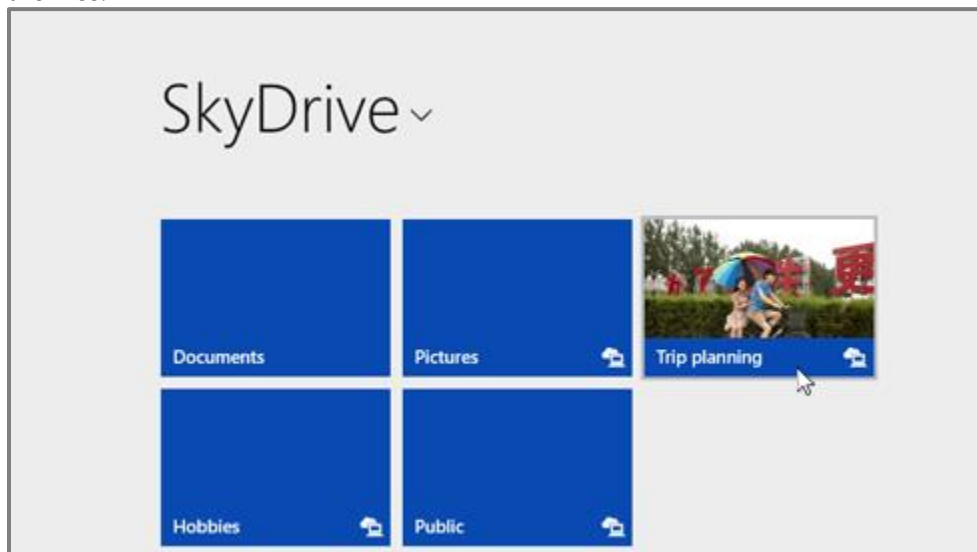 SkyDrive
Documents
Pictures
Trip planning
Hobbies
Public